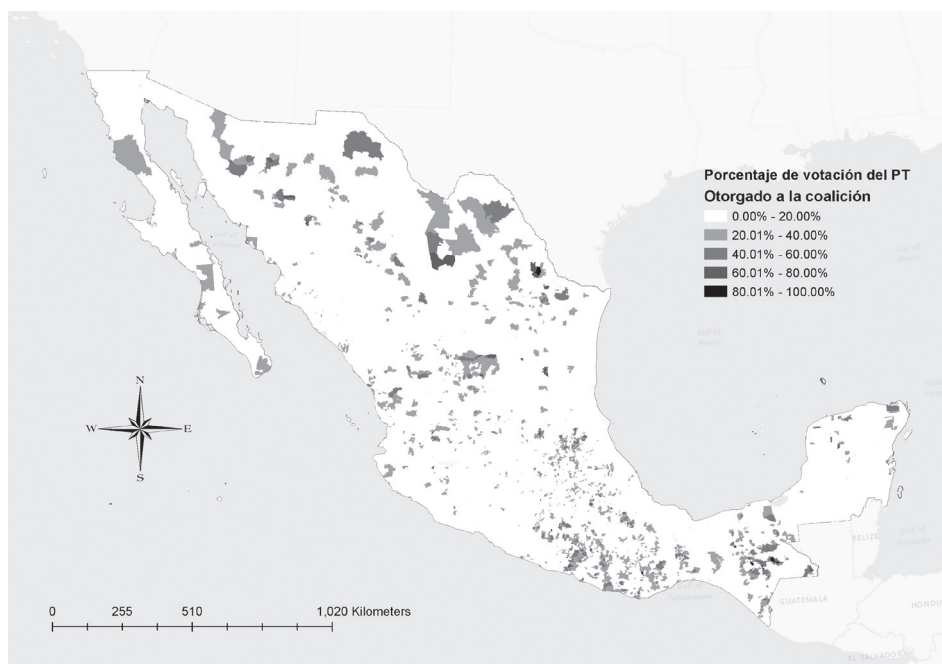 Porcentaje de votación del PT
Otorgado a la coalición
0.00% - 20.00%
20.01% - 40.00%
40.01% - 60.00%
60.01% - 80.00%
80.01% - 100.00%
N
W
E
S
BELIZE
GUATEMALA
EL SALVADOR
0 255 510 1,020 Kilometers